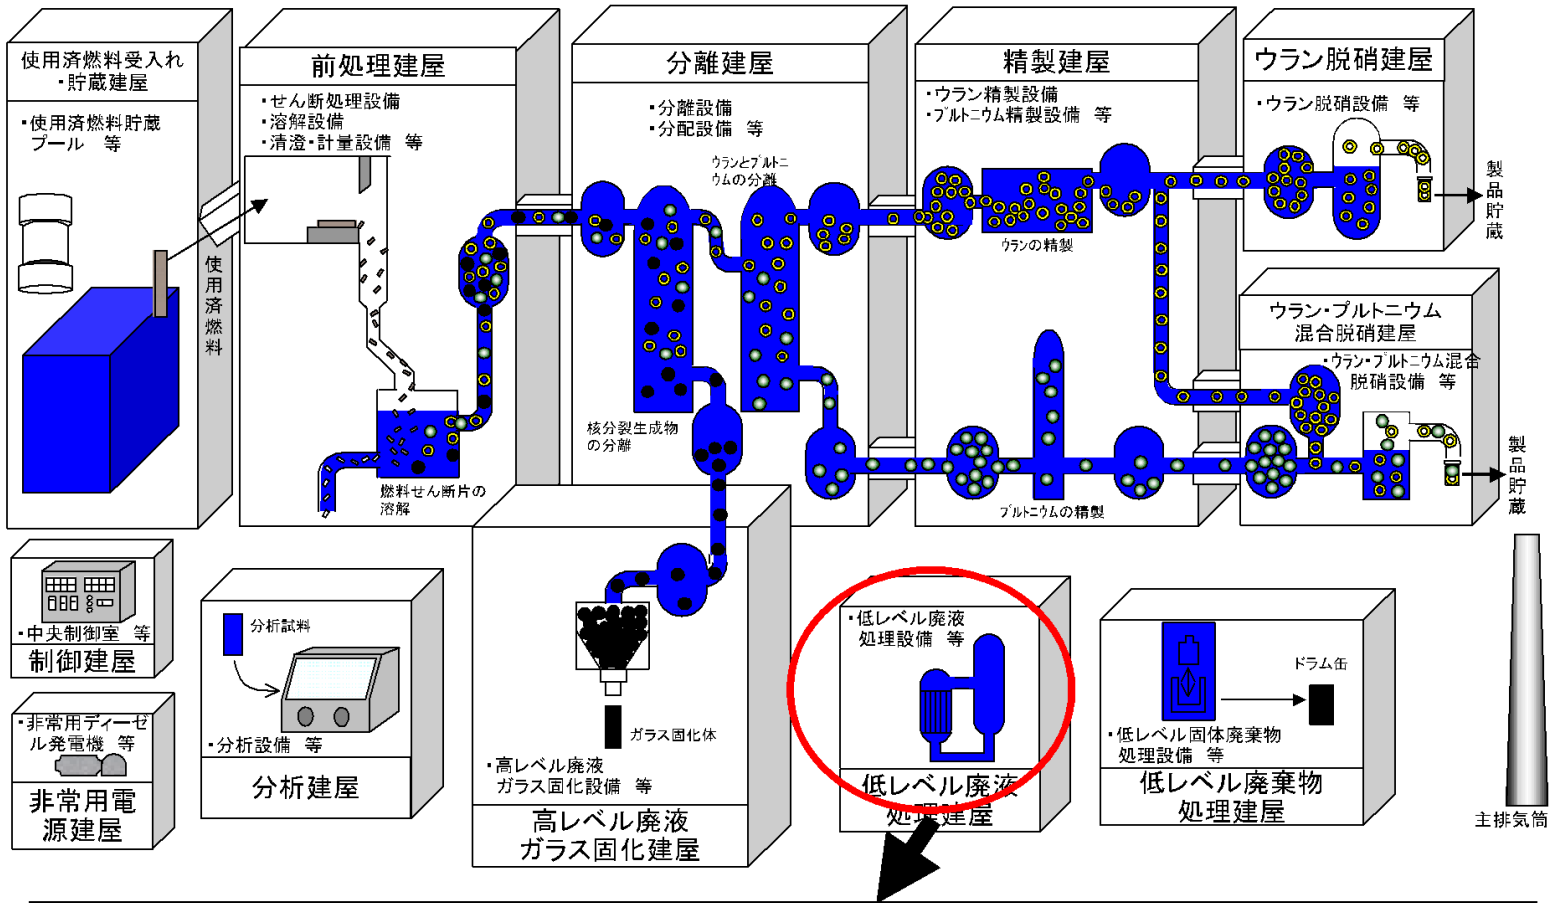 使用済燃料受入れ
・貯蔵建屋
・使用済燃料貯蔵
プール 等
使用済燃料
前処理建屋
・せん断処理設備
・溶解設備
・清澄・計量設備 等
燃料せん断片の
溶解
分離建屋
・分離設備
・分配設備 等
ウランとプルトニ
ウムの分離
核分裂生成物
の分離
精製建屋
・ウラン精製設備
・プルトニウム精製設備 等
ウランの精製
プルトニウムの精製
ウラン脱硝建屋
・ウラン脱硝設備 等
製品貯蔵
ウラン・プルトニウム
混合脱硝建屋
・ウラン・プルトニウム混合
脱硝設備 等
製品貯蔵
・中央制御室 等
制御建屋
・非常用ディーゼ
ル発電機 等
非常用電
源建屋
分析試料
・分析設備 等
分析建屋
ガラス固化体
・高レベル廃液
ガラス固化設備 等
高レベル廃液
ガラス固化建屋
・低レベル廃液
処理設備 等
低レベル廃液
処理建屋
ドラム缶
・低レベル固体廃棄物
処理設備 等
低レベル廃棄物
処理建屋
主排気筒